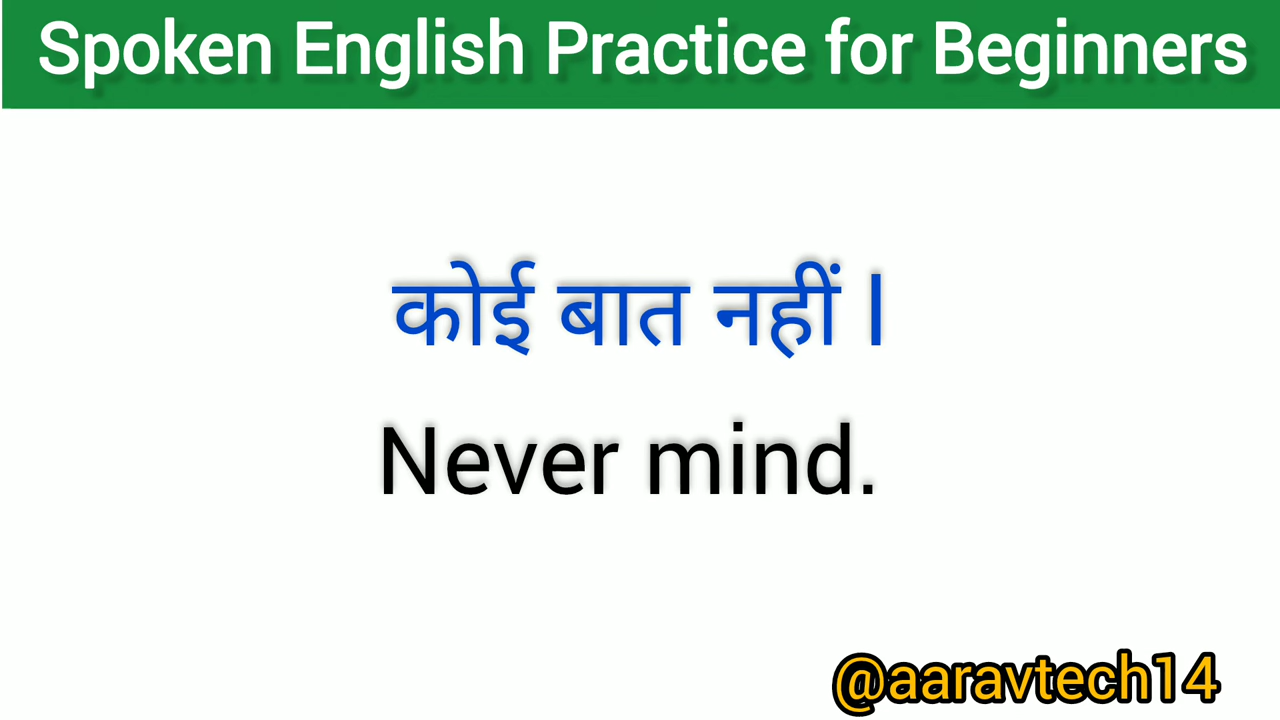 Spoken English Practice for Beginners
कोई बात नहीं ।
Never mind.
@aaravtech14